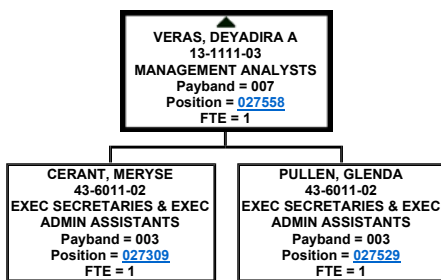 VERAS, DEYADIRA A
13-1111-03
MANAGEMENT ANALYSTS
Payband = 007
Position = 027558
FTE = 1
CERANT, MERYSE
43-6011-02
EXEC SECRETARIES & EXEC
ADMIN ASSISTANTS
Payband = 003
Position = 027309
FTE = 1
PULLEN, GLENDA
43-6011-02
EXEC SECRETARIES & EXEC
ADMIN ASSISTANTS
Payband = 003
Position = 027529
FTE = 1